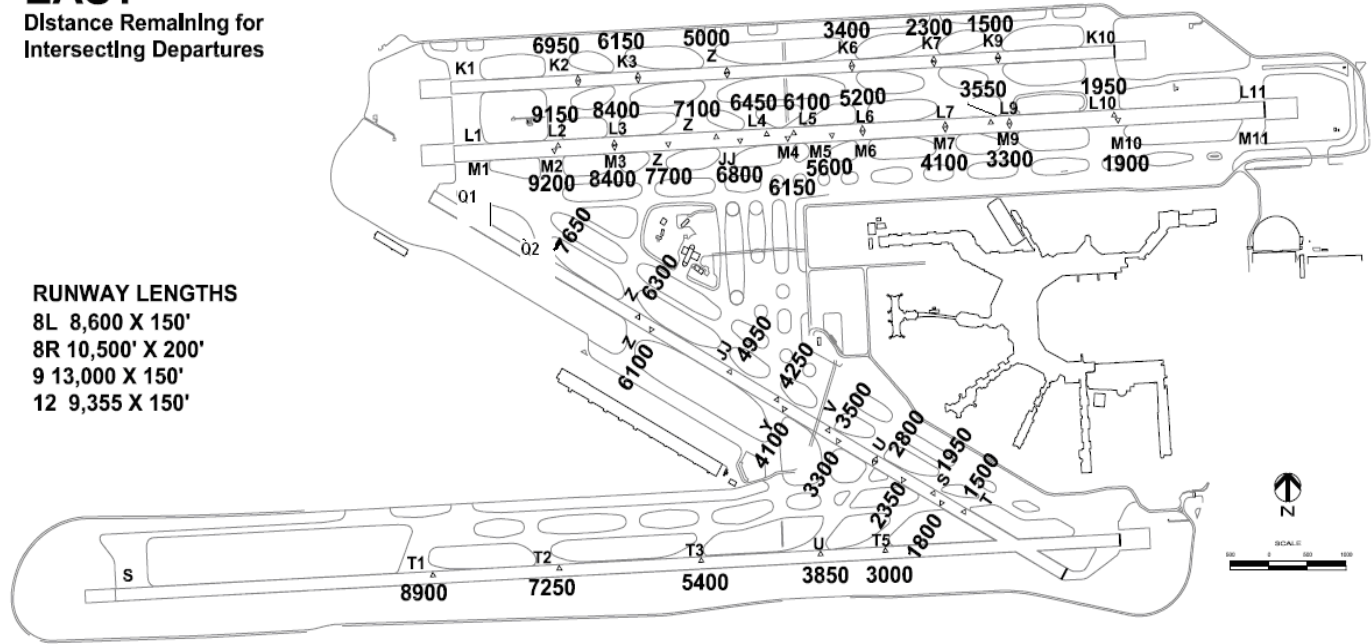 EAST
Distance Remaining for
Intersecting Departures
6950 6150 5000 3400 2300 1500
K1 K2 K3 Z K6 K7 K9 K10
9150 8400 7100 6450 6100 5200 3550 1950
L1 L2 L3 Z L4 L5 L6 L7 L9 L10 L11
M1 M2 M3 Z JJ M4 M5 M6 M7 M9 M10 M11
9200 8400 7700 6800 6150 5600 4100 3300 1900
Q1
Q2
7650
Z 6300
Z 6100
JJ 4950
4250
Y 4100
V 3500
3300
U 2800
2350
S 1950
1800
T 1500
RUNWAY LENGTHS
8L 8,600 X 150'
8R 10,500' X 200'
9 13,000 X 150'
12 9,355 X 150'
S T1 T2 T3 U T5
8900 7250 5400 3850 3000
N
SCALE
500 0 500 1000